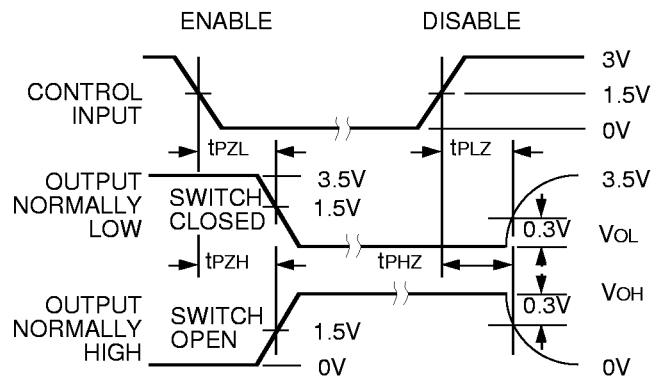 ENABLE DISABLE
3V
CONTROL INPUT
1.5V
0V
tPZL tPLZ
OUTPUT NORMALLY LOW
SWITCH CLOSED
3.5V
1.5V
3.5V
0.3V
VOL
tPZH tPHZ
OUTPUT NORMALLY HIGH
SWITCH OPEN
1.5V
0V
0.3V
VOH
0V